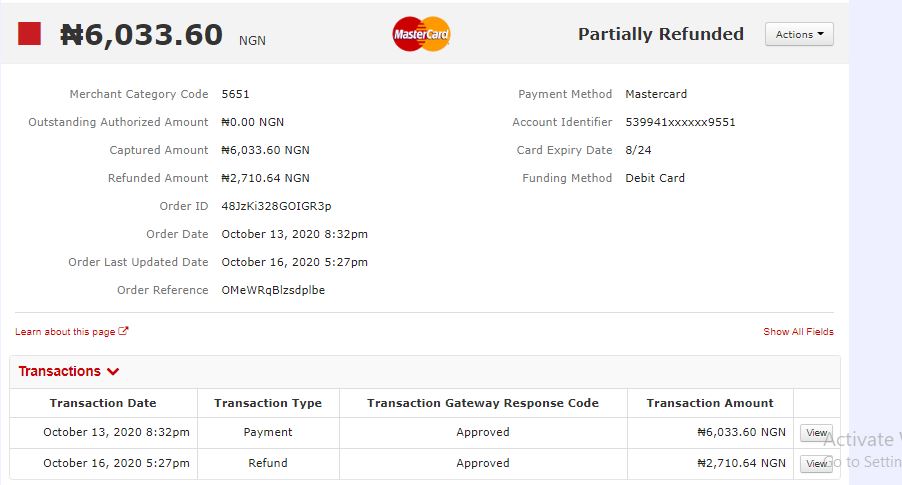 ₦6,033.60 NGN MasterCard Partially Refunded Actions
Merchant Category Code 5651 Payment Method Mastercard
Outstanding Authorized Amount ₦0.00 NGN Account Identifier 539941xxxxxx9551
Captured Amount ₦6,033.60 NGN Card Expiry Date 8/24
Refunded Amount ₦2,710.64 NGN Funding Method Debit Card
Order ID 48JzKi328GOIGR3p
Order Date October 13, 2020 8:32pm
Order Last Updated Date October 16, 2020 5:27pm
Order Reference OMeWRqBlzsdplbe
Learn about this page Show All Fields
Transactions
Transaction Date Transaction Type Transaction Gateway Response Code Transaction Amount
October 13, 2020 8:32pm Payment Approved ₦6,033.60 NGN View
Activate
October 16, 2020 5:27pm Refund Approved ₦2,710.64 NGN View
Go to Settin